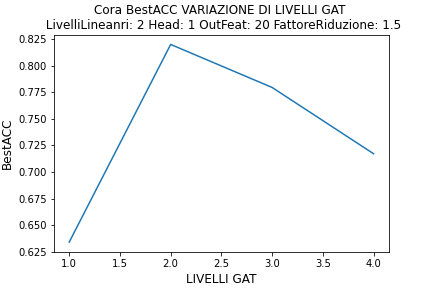 Cora BestACC VARIAZIONE DI LIVELLI GAT
LivelliLineanri: 2 Head: 1 OutFeat: 20 FattoreRiduzione: 1.5
0.825
0.800
0.775
0.750
0.725
0.700
0.675
0.650
0.625
BestACC
1.0 1.5 2.0 2.5 3.0 3.5 4.0
LIVELLI GAT